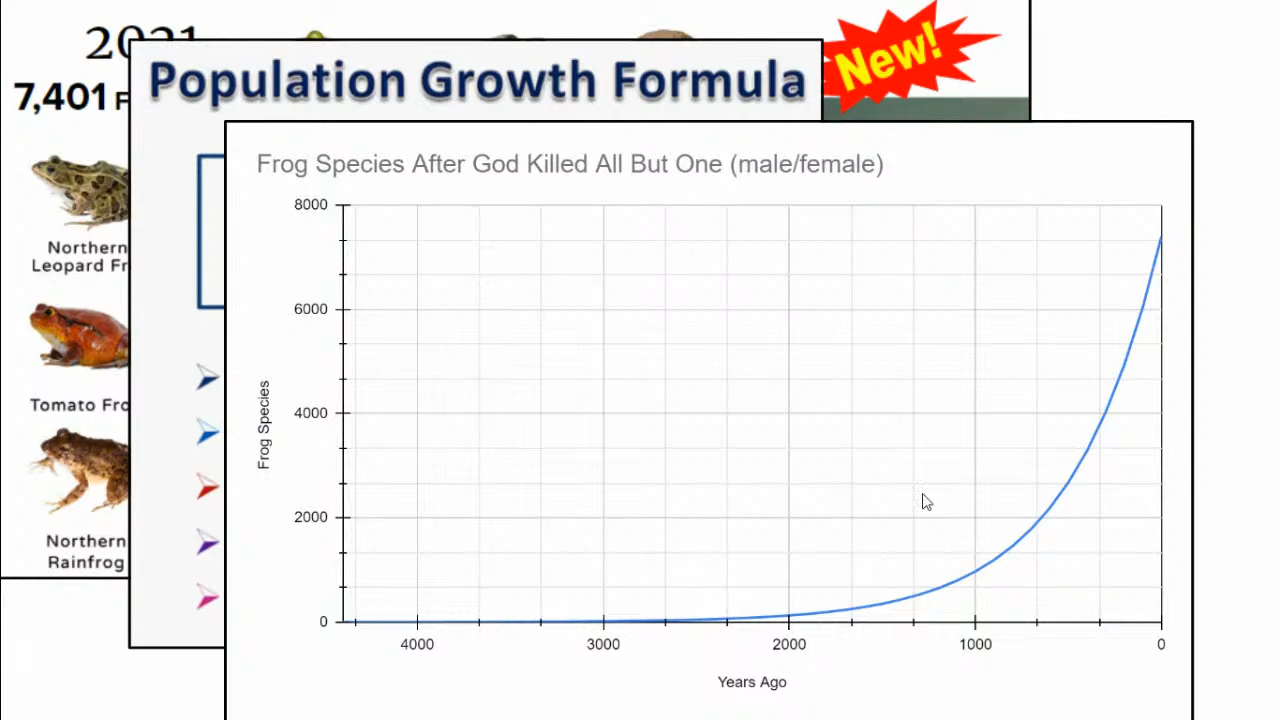 2021
7,401 F
New!
Northern
Leopard Fr
Tomato Fro
Northern
Rainfrog
Population Growth Formula
Frog Species After God Killed All But One (male/female)
Frog Species
8000
6000
4000
2000
0
4000 3000 2000 1000 0
Years Ago